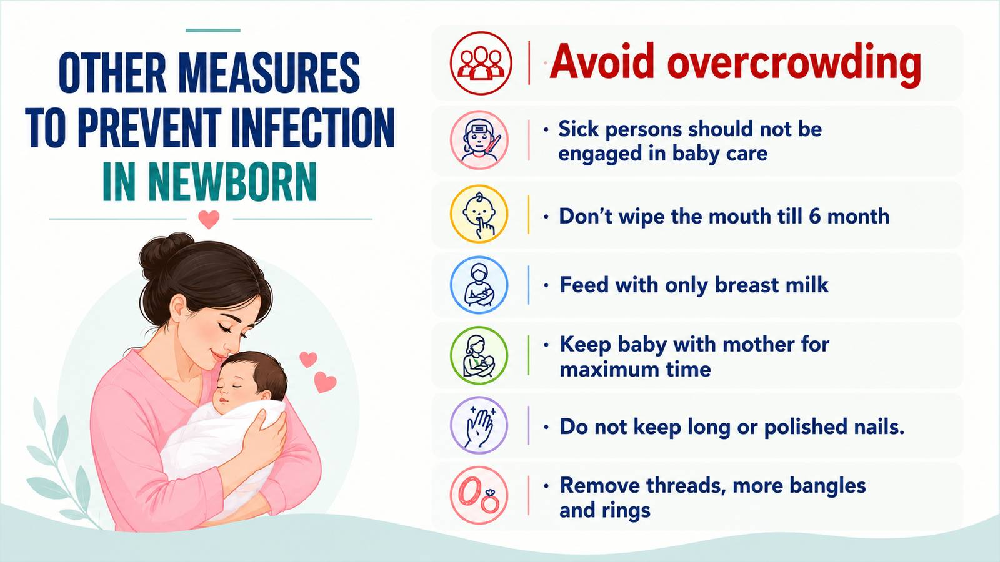 OTHER MEASURES
TO PREVENT INFECTION
IN NEWBORN
• Avoid overcrowding
• Sick persons should not be
engaged in baby care
• Don't wipe the mouth till 6 month
• Feed with only breast milk
• Keep baby with mother for
maximum time
• Do not keep long or polished nails.
• Remove threads, more bangles
and rings